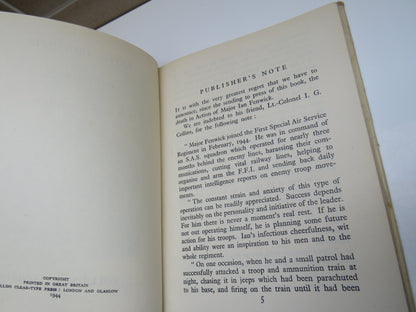 COPYRIGHT
PRINTED IN GREAT BRITAIN
CLEAR-TYPE PRESS : LONDON AND GLASGOW
1944
PUBLISHER'S NOTE
It is with the very greatest regret that we have to
announce, since the sending to press of this book, the
death in Action of Major Ian Fenwick.
We are indebted to his friend, Lt.-Colonel I. G.
Collins, for the following note :
" Major Fenwick joined the First Special Air Service
Regiment in February, 1944. He was in command of
an S.A.S. squadron which operated for nearly three
months behind the enemy lines, harassing their com-
munications, cutting vital railway lines, helping to
organise and arm the F.F.I. and sending back daily
important intelligence reports on enemy troop move-
ments.
" The constant strain and anxiety of this type of
operation can be readily appreciated. Success depends
inevitably on the personality and initiative of the leader.
For him there is never a moment's real rest. If he is
not out operating himself, he is planning some future
action for his troops. Ian's infectious cheerfulness, wit
and ability were an inspiration to his men and to the
whole regiment.
" On one occasion, when he and a small patrol had
successfully attacked a troop and ammunition train at
night, chasing it in jeeps which had been parachuted
to his base, and firing on the train until it had been
5